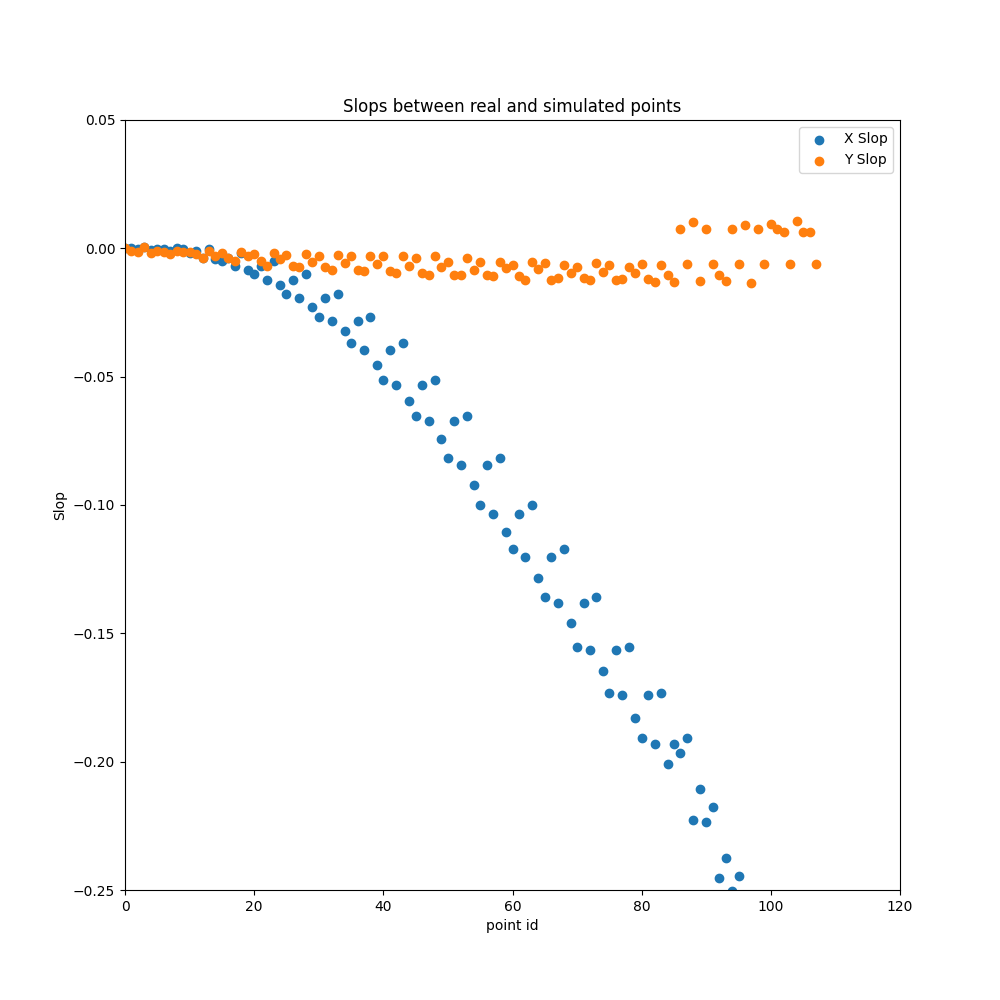 Slops between real and simulated points
X Slop
Y Slop
0.05
0.00
−0.05
−0.10
−0.15
−0.20
−0.25
Slop
0 20 40 60 80 100 120
point id